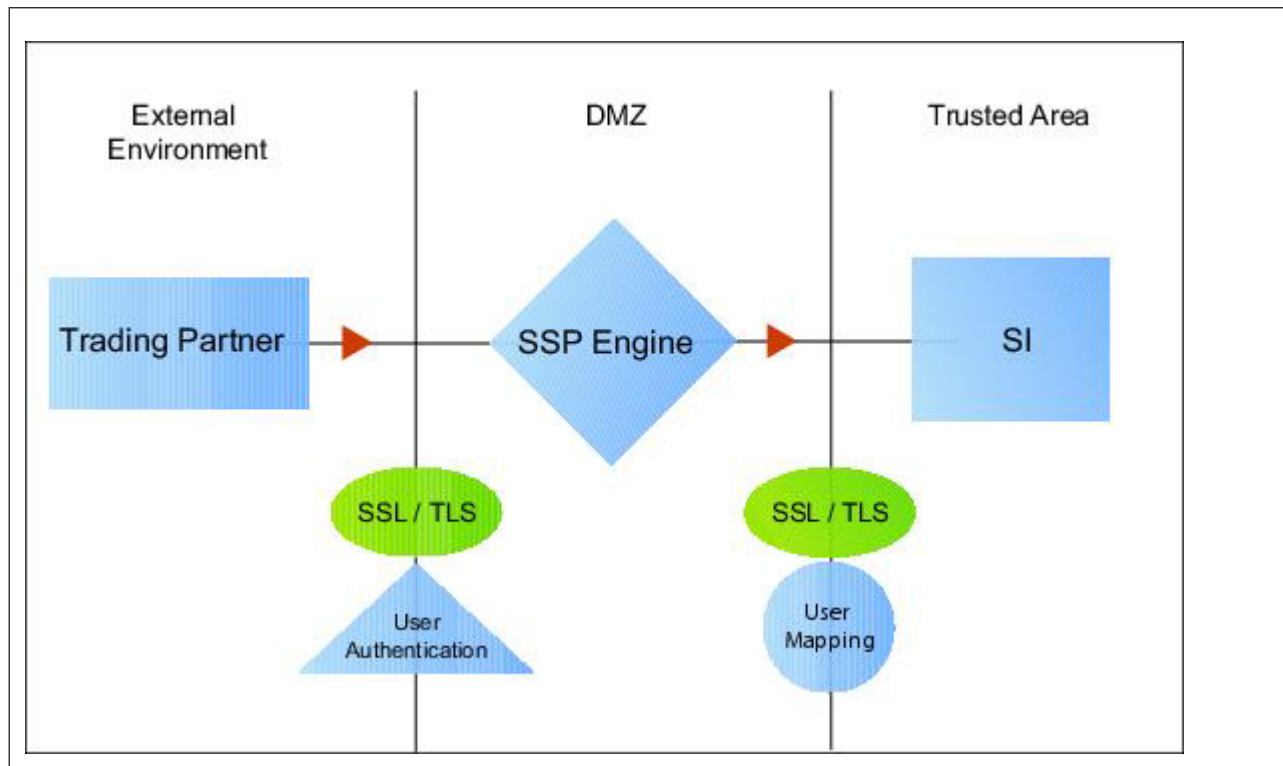 External
Environment
DMZ
Trusted Area
Trading Partner
SSP Engine
SI
SSL / TLS
SSL / TLS
User
Authentication
User
Mapping